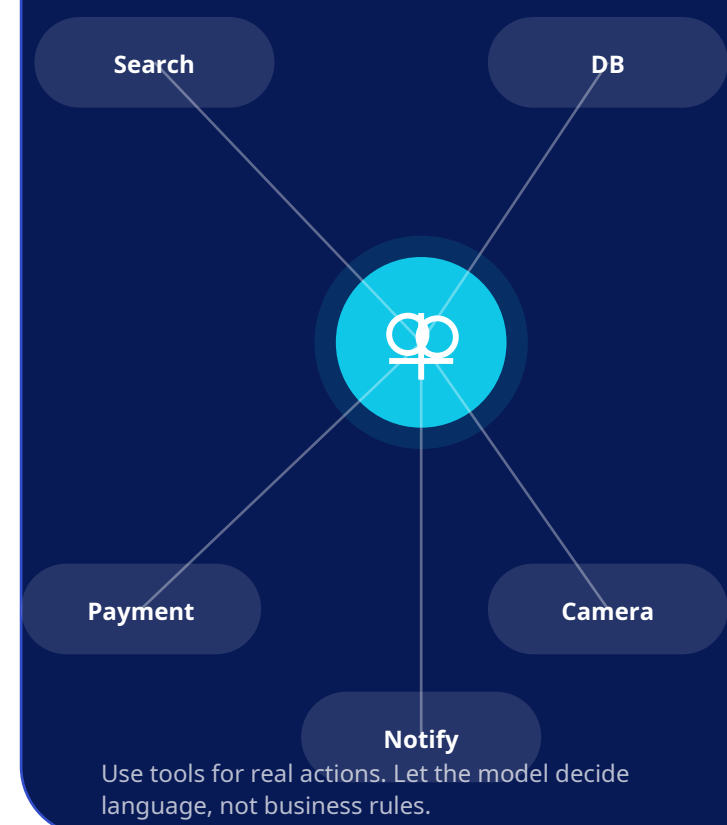 Search
DB
Payment
Camera
Notify
Use tools for real actions. Let the model decide
language, not business rules.